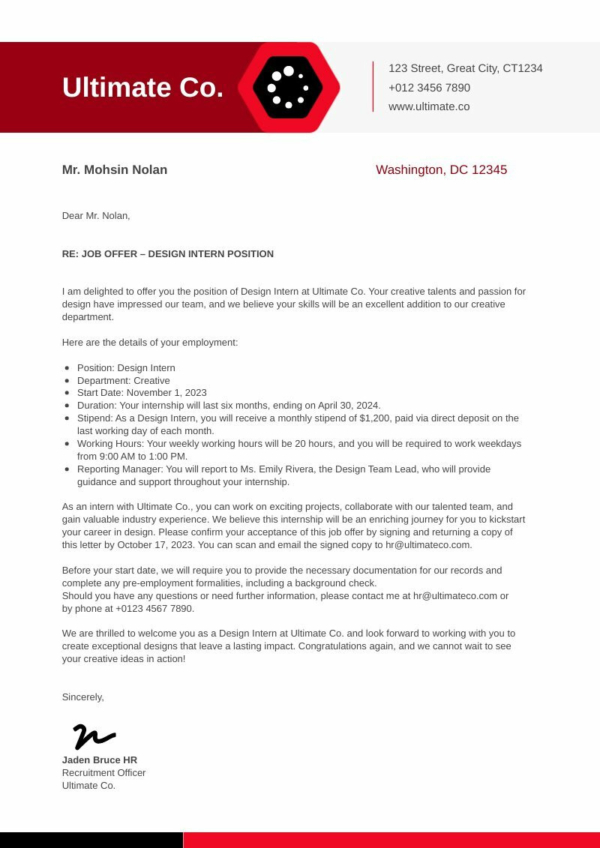 Ultimate Co.
123 Street, Great City, CT1234
+012 3456 7890
www.ultimate.co
Mr. Mohsin Nolan
Washington, DC 12345
Dear Mr. Nolan,
RE: JOB OFFER – DESIGN INTERN POSITION
I am delighted to offer you the position of Design Intern at Ultimate Co. Your creative talents and passion for
design have impressed our team, and we believe your skills will be an excellent addition to our creative
department.
Here are the details of your employment:
• Position: Design Intern
• Department: Creative
• Start Date: November 1, 2023
• Duration: Your internship will last six months, ending on April 30, 2024.
• Stipend: As a Design Intern, you will receive a monthly stipend of $1,200, paid via direct deposit on the
last working day of each month.
• Working Hours: Your weekly working hours will be 20 hours, and you will be required to work weekdays
from 9:00 AM to 1:00 PM.
• Reporting Manager: You will report to Ms. Emily Rivera, the Design Team Lead, who will provide
guidance and support throughout your internship.
As an intern with Ultimate Co., you can work on exciting projects, collaborate with our talented team, and
gain valuable industry experience. We believe this internship will be an enriching journey for you to kickstart
your career in design. Please confirm your acceptance of this job offer by signing and returning a copy of
this letter by October 17, 2023. You can scan and email the signed copy to hr@ultimateco.com.
Before your start date, we will require you to provide the necessary documentation for our records and
complete any pre-employment formalities, including a background check.
Should you have any questions or need further information, please contact me at hr@ultimateco.com or
by phone at +0123 4567 7890.
We are thrilled to welcome you as a Design Intern at Ultimate Co. and look forward to working with you to
create exceptional designs that leave a lasting impact. Congratulations again, and we cannot wait to see
your creative ideas in action!
Sincerely,
Jaden Bruce HR
Recruitment Officer
Ultimate Co.